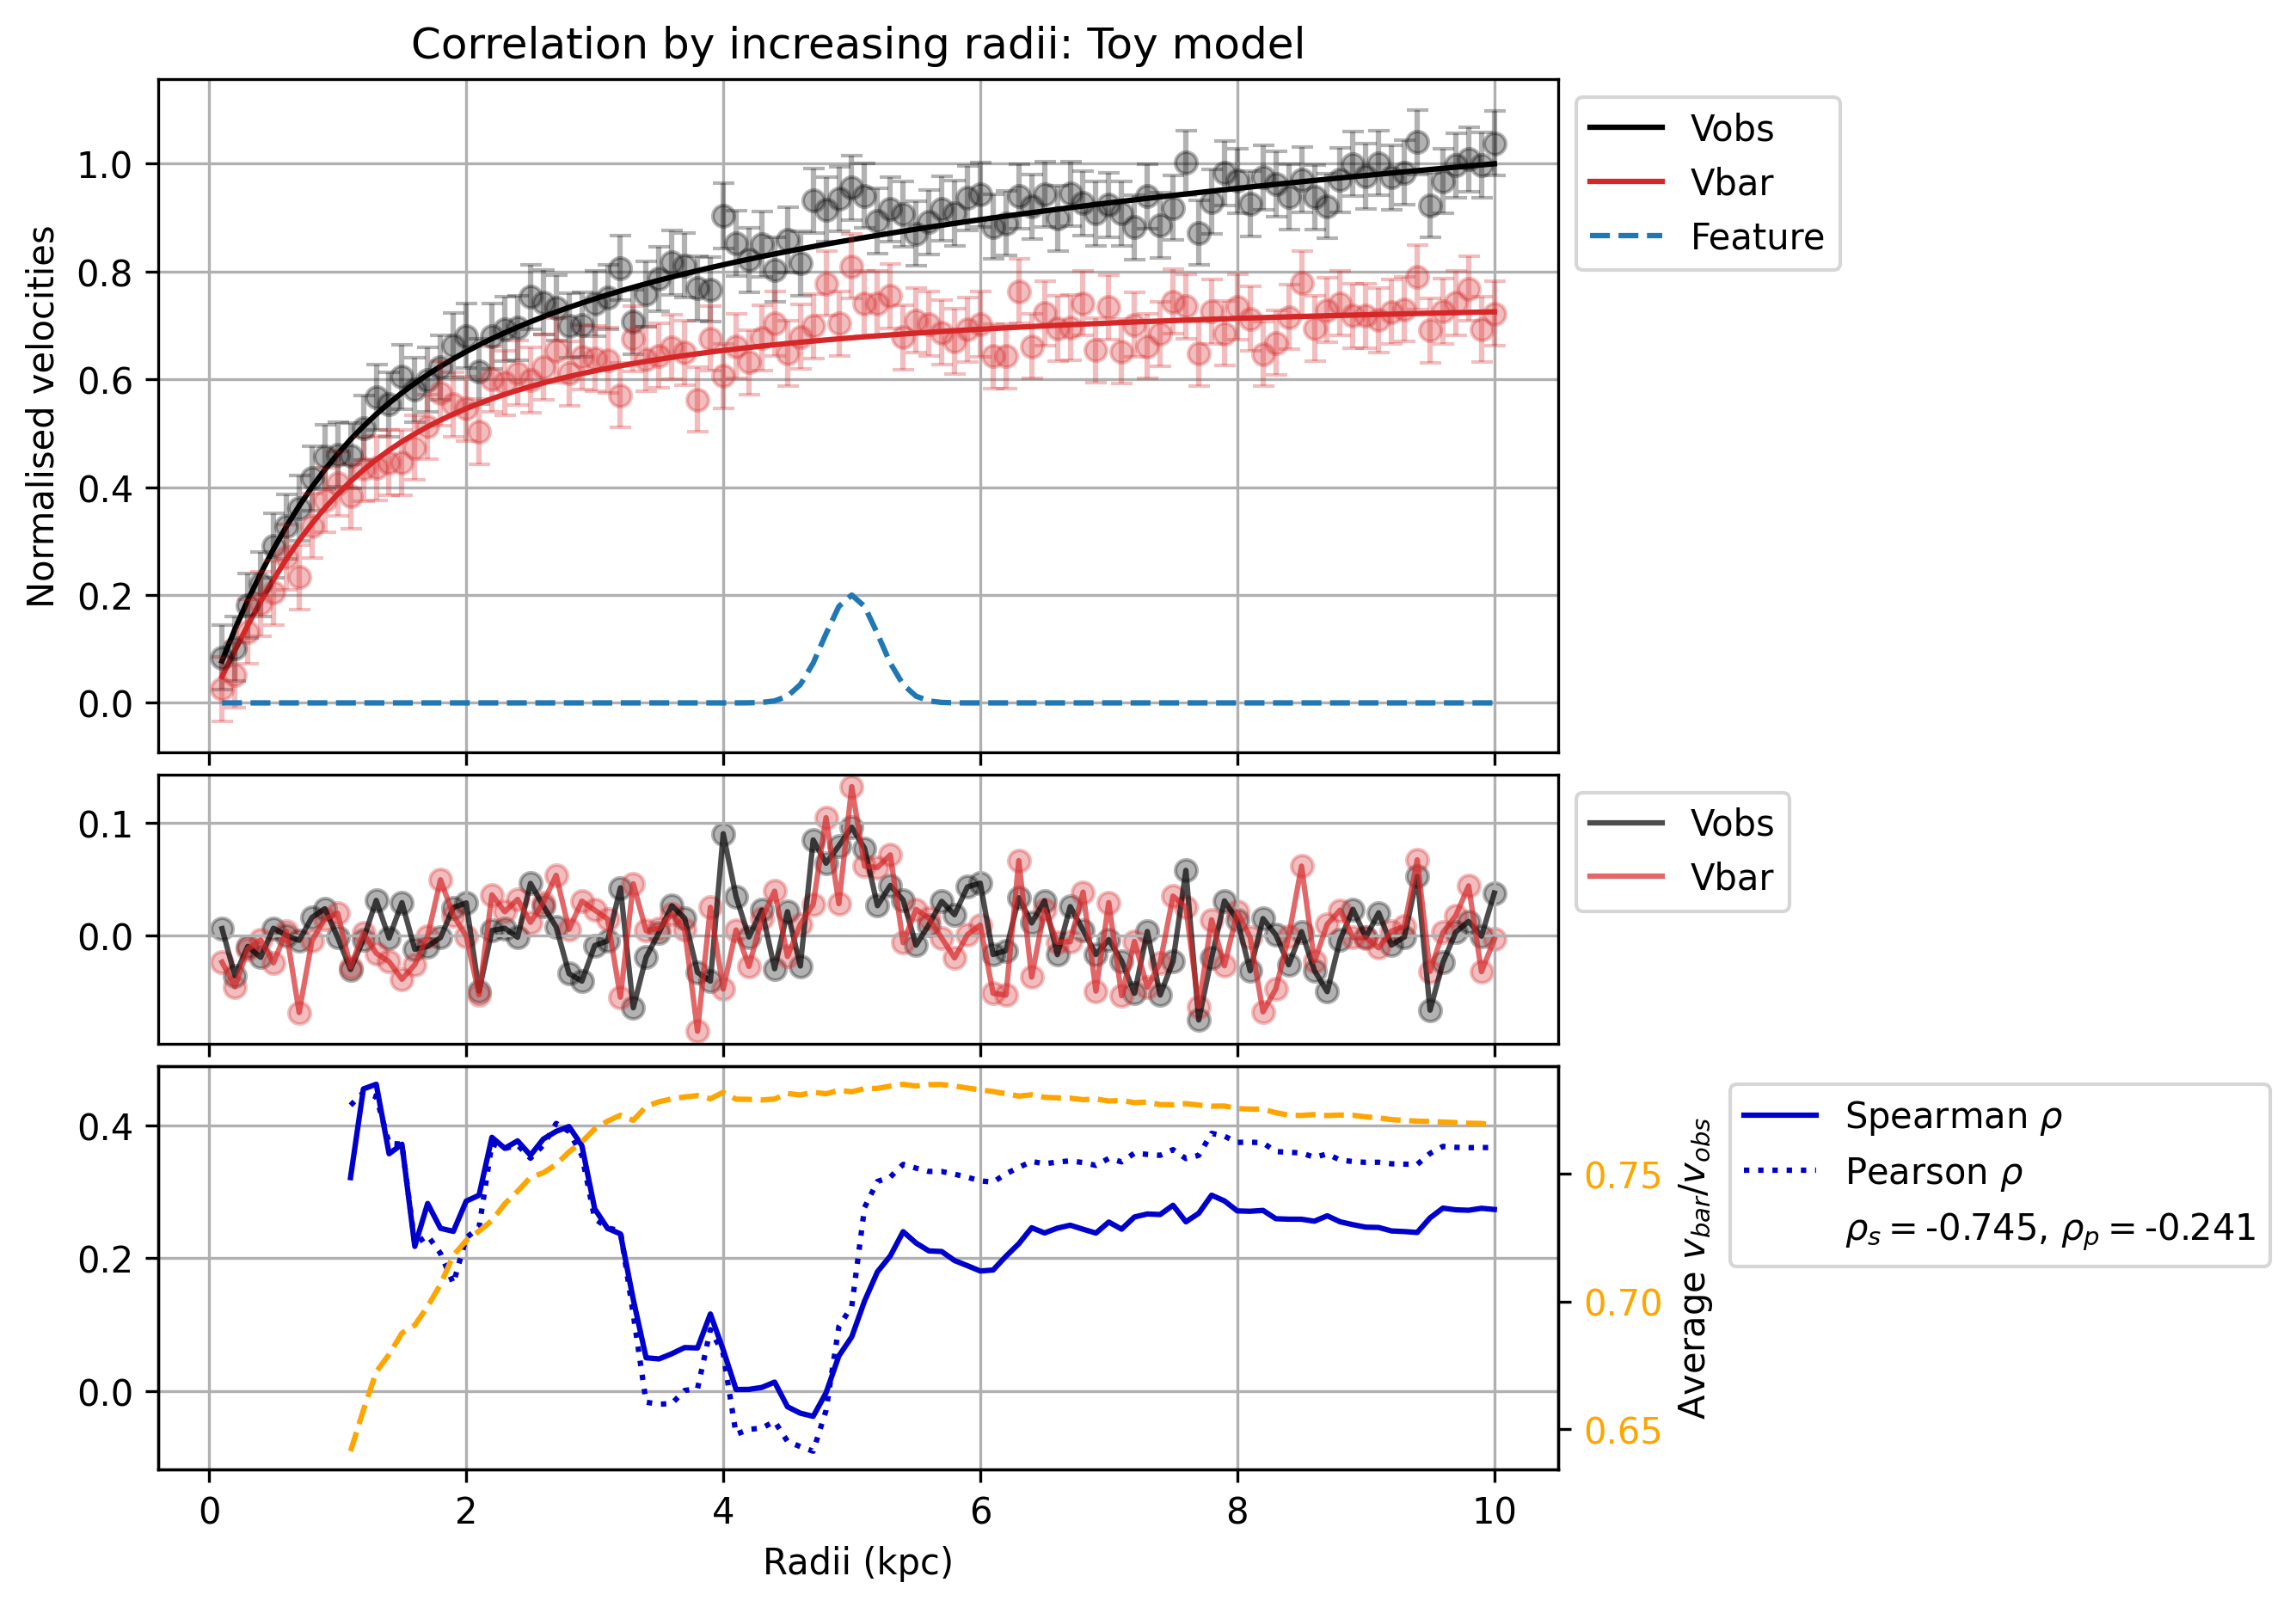 Correlation by increasing radii: Toy model
Normalised velocities
1.0
0.8
0.6
0.4
0.2
0.0
Vobs
Vbar
Feature
0.1
0.0
Vobs
Vbar
0.4
0.2
0.0
0.75
0.70
0.65
Average v_bar/v_obs
Spearman ρ
Pearson ρ
ρ_s = -0.745, ρ_p = -0.241
0 2 4 6 8 10
Radii (kpc)